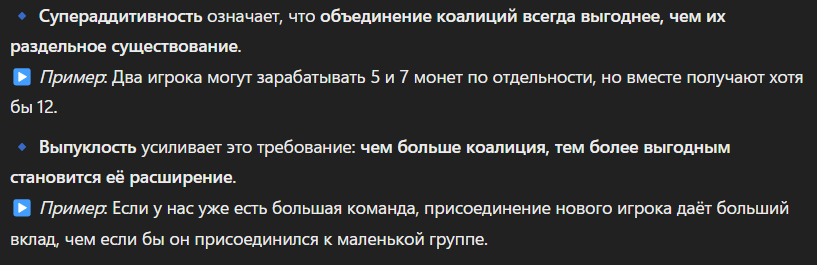 🔹 Супераддитивность означает, что объединение коалиций всегда выгоднее, чем их
раздельное существование.
▶️ Пример: Два игрока могут зарабатывать 5 и 7 монет по отдельности, но вместе получают хотя
бы 12.
🔹 Выпуклость усиливает это требование: чем больше коалиция, тем более выгодным
становится её расширение.
▶️ Пример: Если у нас уже есть большая команда, присоединение нового игрока даёт больший
вклад, чем если бы он присоединился к маленькой группе.